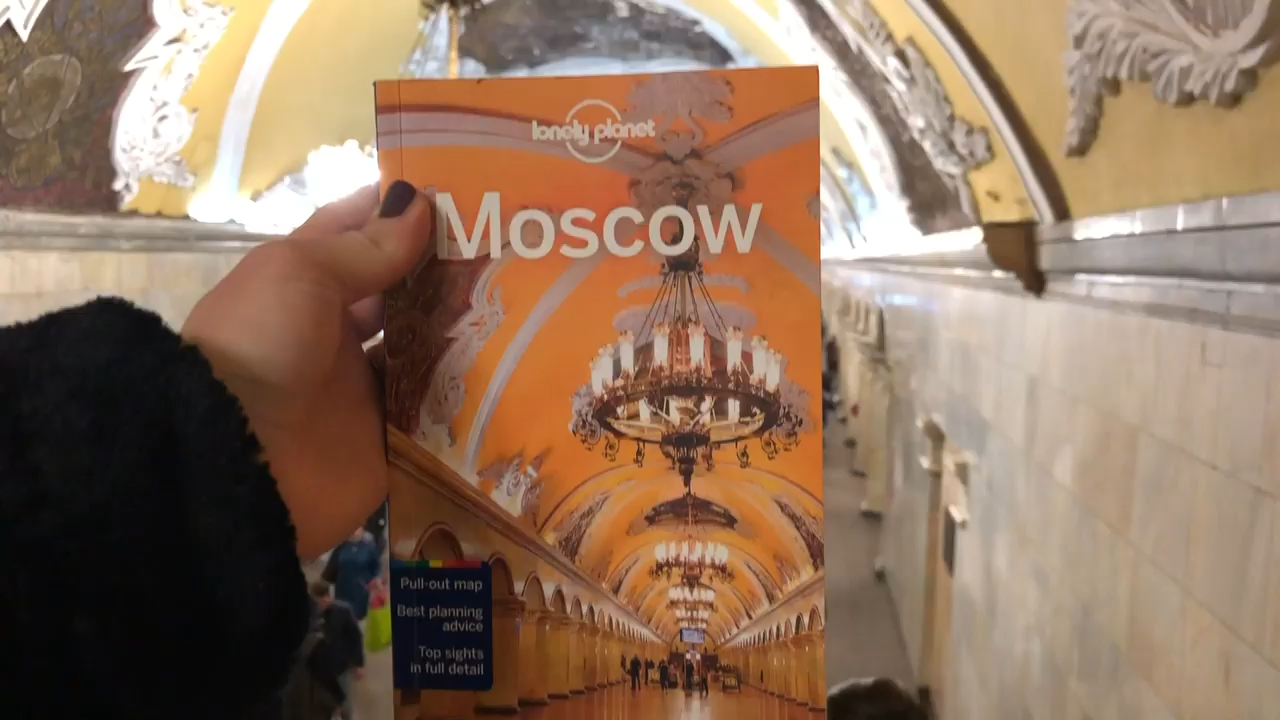 lonely planet
Moscow
Pull-out map
Best planning
advice
Top sights
in full detail